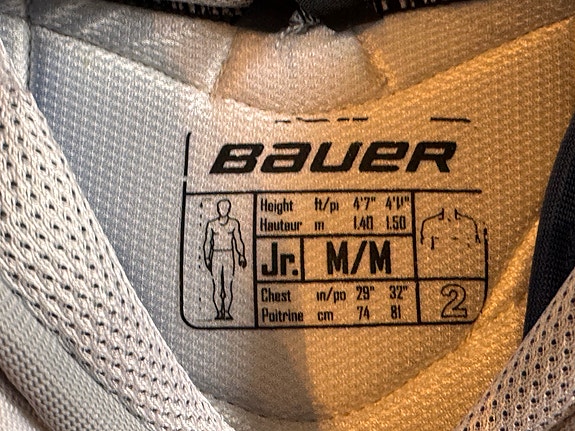 BAUER
Height ft/pi 4'7" 4'11"
Hauteur m 1.40 1.50
Jr. M/M
Chest in/po 29" 32"
Poitrine cm 74 81
2